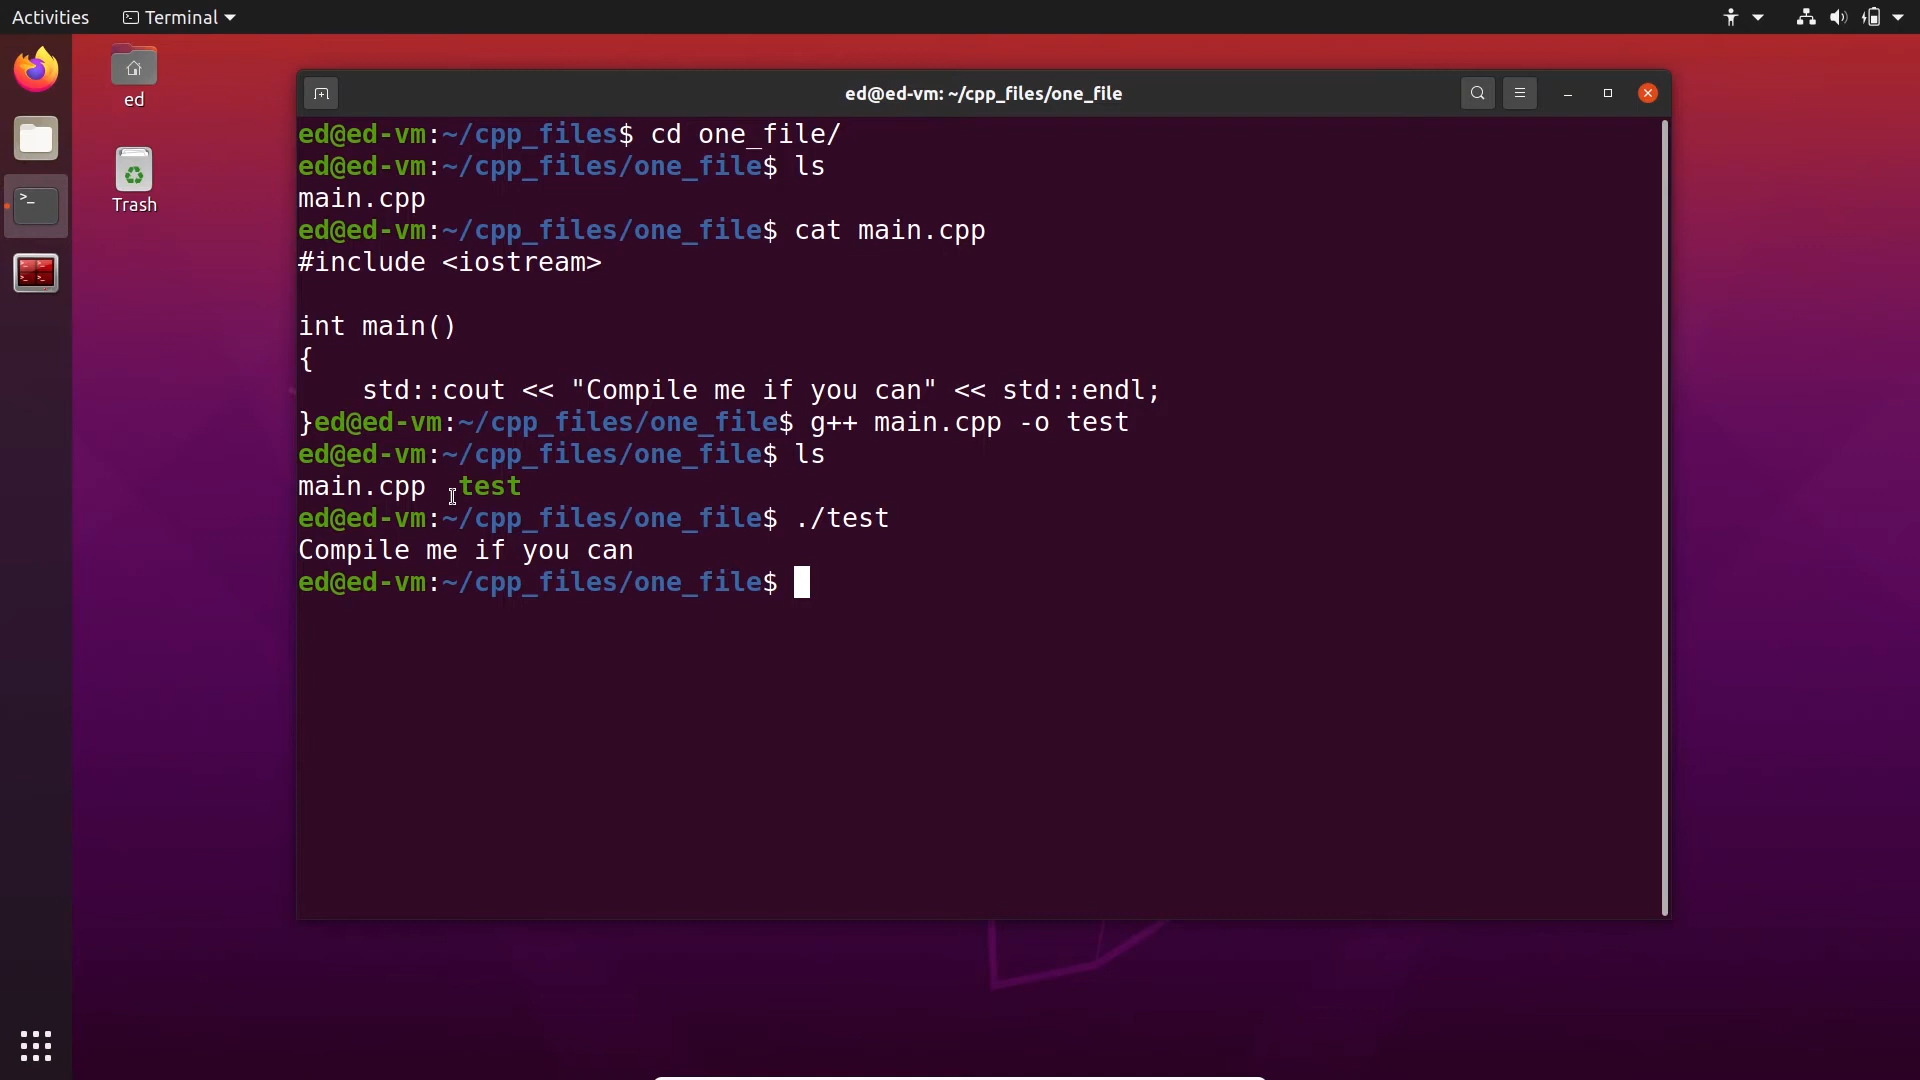 Activities
Terminal
ed
Trash
ed@ed-vm: ~/cpp_files/one_file
ed@ed-vm:~/cpp_files$ cd one_file/
ed@ed-vm:~/cpp_files/one_file$ ls
main.cpp
ed@ed-vm:~/cpp_files/one_file$ cat main.cpp
#include <iostream>
int main()
{
    std::cout << "Compile me if you can" << std::endl;
}ed@ed-vm:~/cpp_files/one_file$ g++ main.cpp -o test
ed@ed-vm:~/cpp_files/one_file$ ls
main.cpp  test
ed@ed-vm:~/cpp_files/one_file$ ./test
Compile me if you can
ed@ed-vm:~/cpp_files/one_file$